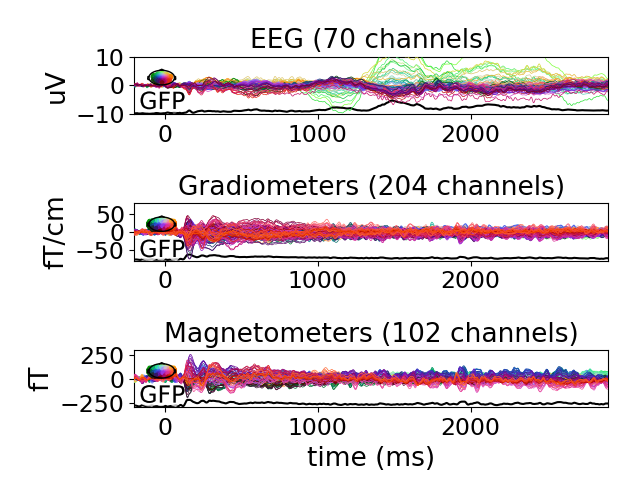 EEG (70 channels)
10
0
−10
uV
GFP
0 1000 2000
Gradiometers (204 channels)
50
0
−50
fT/cm
GFP
0 1000 2000
Magnetometers (102 channels)
250
0
−250
fT
GFP
0 1000 2000
time (ms)